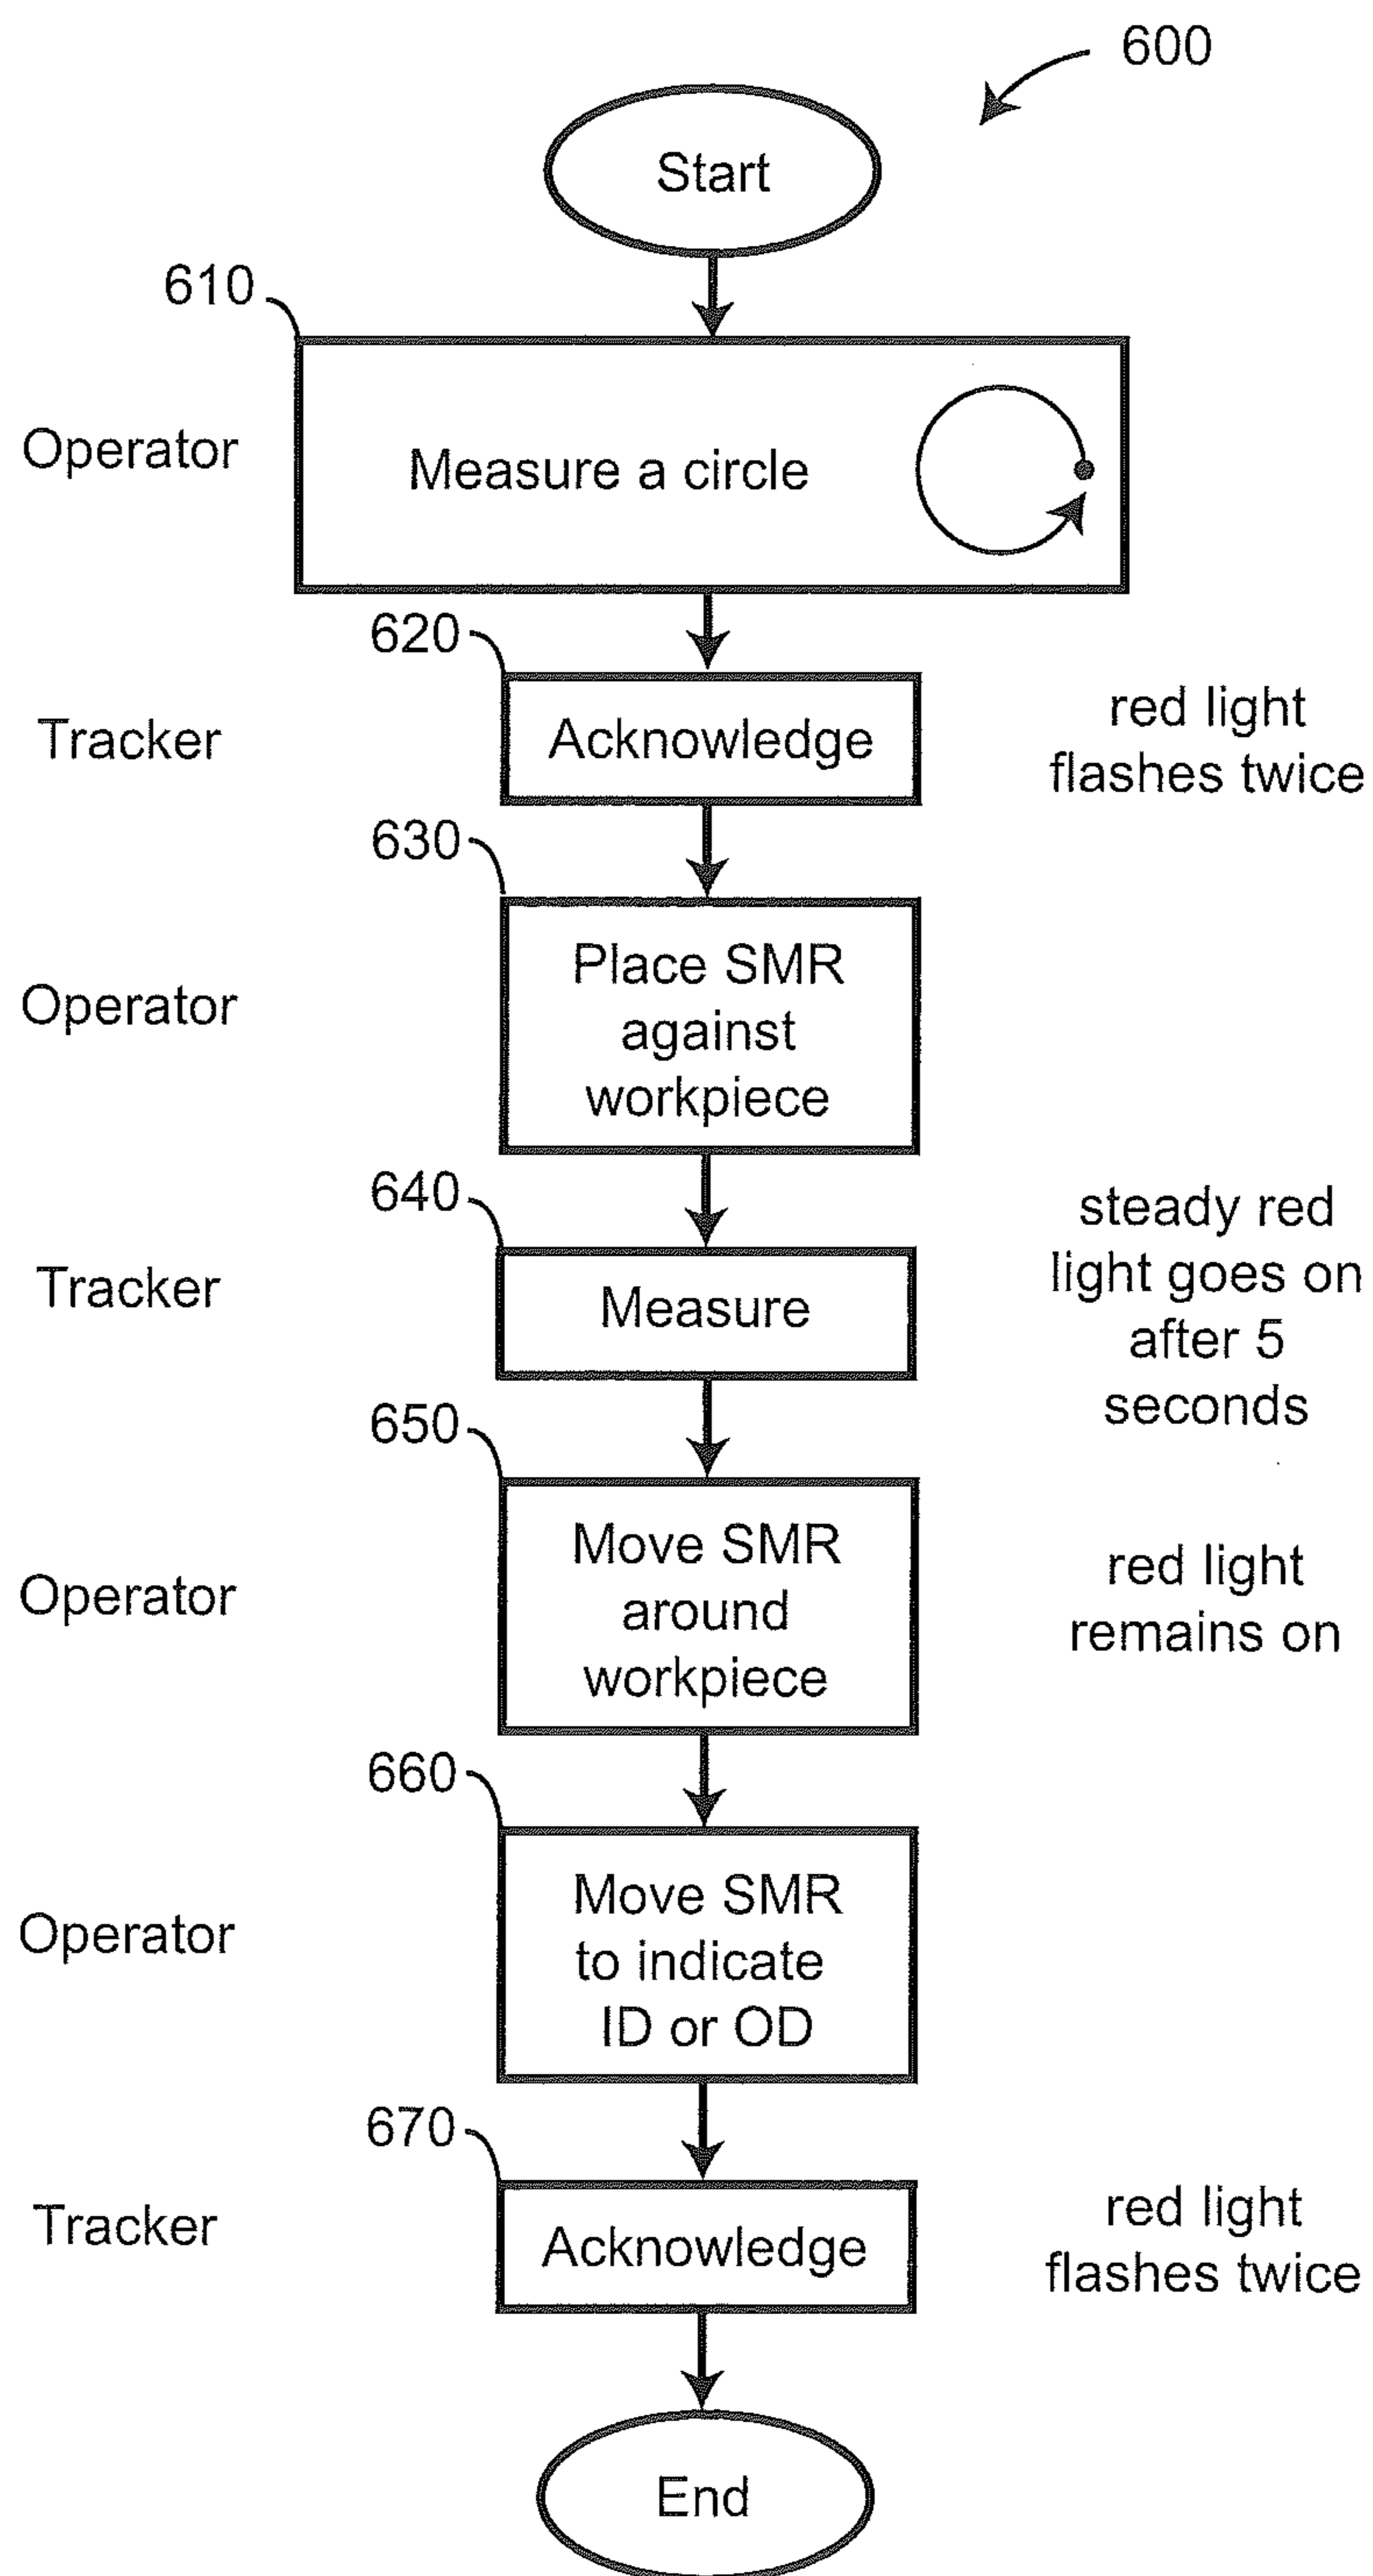 600
Start
610
Operator
Measure a circle
620
Tracker
Acknowledge
red light
flashes twice
630
Operator
Place SMR
against
workpiece
640
Tracker
Measure
steady red
light goes on
after 5
seconds
650
Operator
Move SMR
around
workpiece
red light
remains on
660
Operator
Move SMR
to indicate
ID or OD
670
Tracker
Acknowledge
red light
flashes twice
End